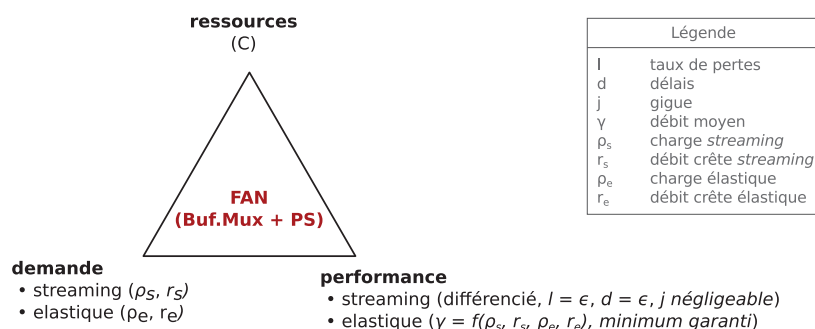 ressources
(C)
FAN
(Buf.Mux + PS)
demande
• streaming (ρs, rs)
• elastique (ρe, re)
performance
• streaming (différencié, l = ϵ, d = ϵ, j négligeable)
• elastique (γ = f(ρs, rs, ρe, re), minimum garanti)
Légende
l taux de pertes
d délais
j gigue
γ débit moyen
ρs charge streaming
rs débit crête streaming
ρe charge élastique
re débit crête élastique